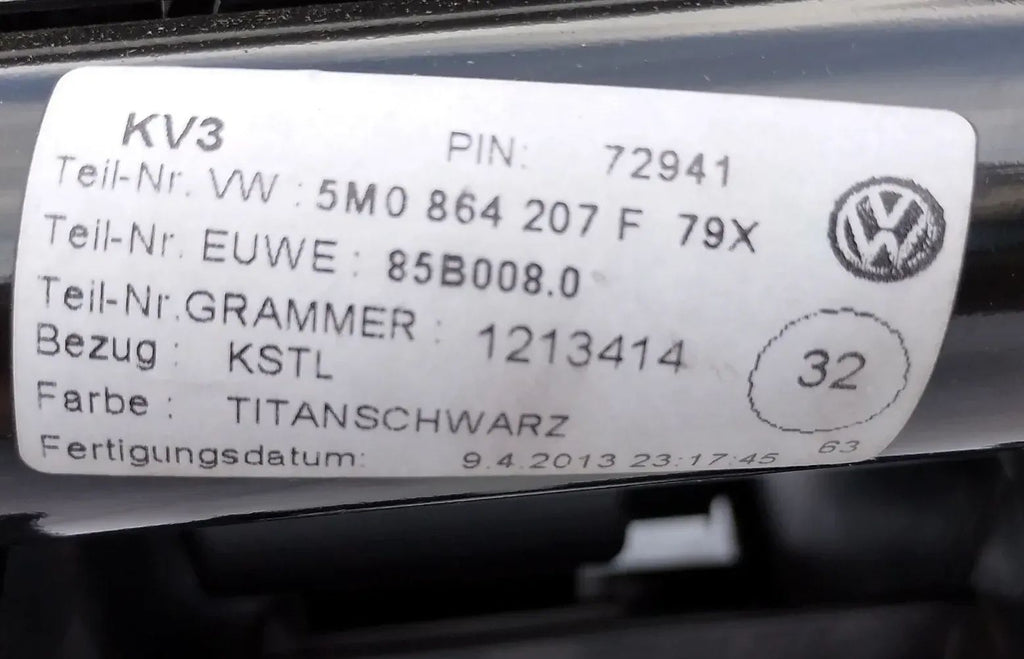 KV3 PIN: 72941
Teil-Nr. VW : 5M0 864 207 F 79X
Teil-Nr. EUWE : 85B008.0
Teil-Nr.GRAMMER : 1213414
Bezug : KSTL
32
Farbe : TITANSCHWARZ
Fertigungsdatum: 9.4.2013 23:17:45 63